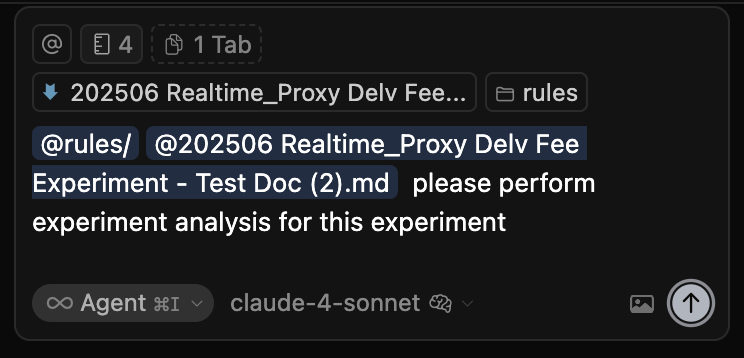 @ 4 1 Tab
202506 Realtime_Proxy Delv Fee... rules
@rules/ @202506 Realtime_Proxy Delv Fee
Experiment - Test Doc (2).md please perform
experiment analysis for this experiment
Agent ⌘I claude-4-sonnet